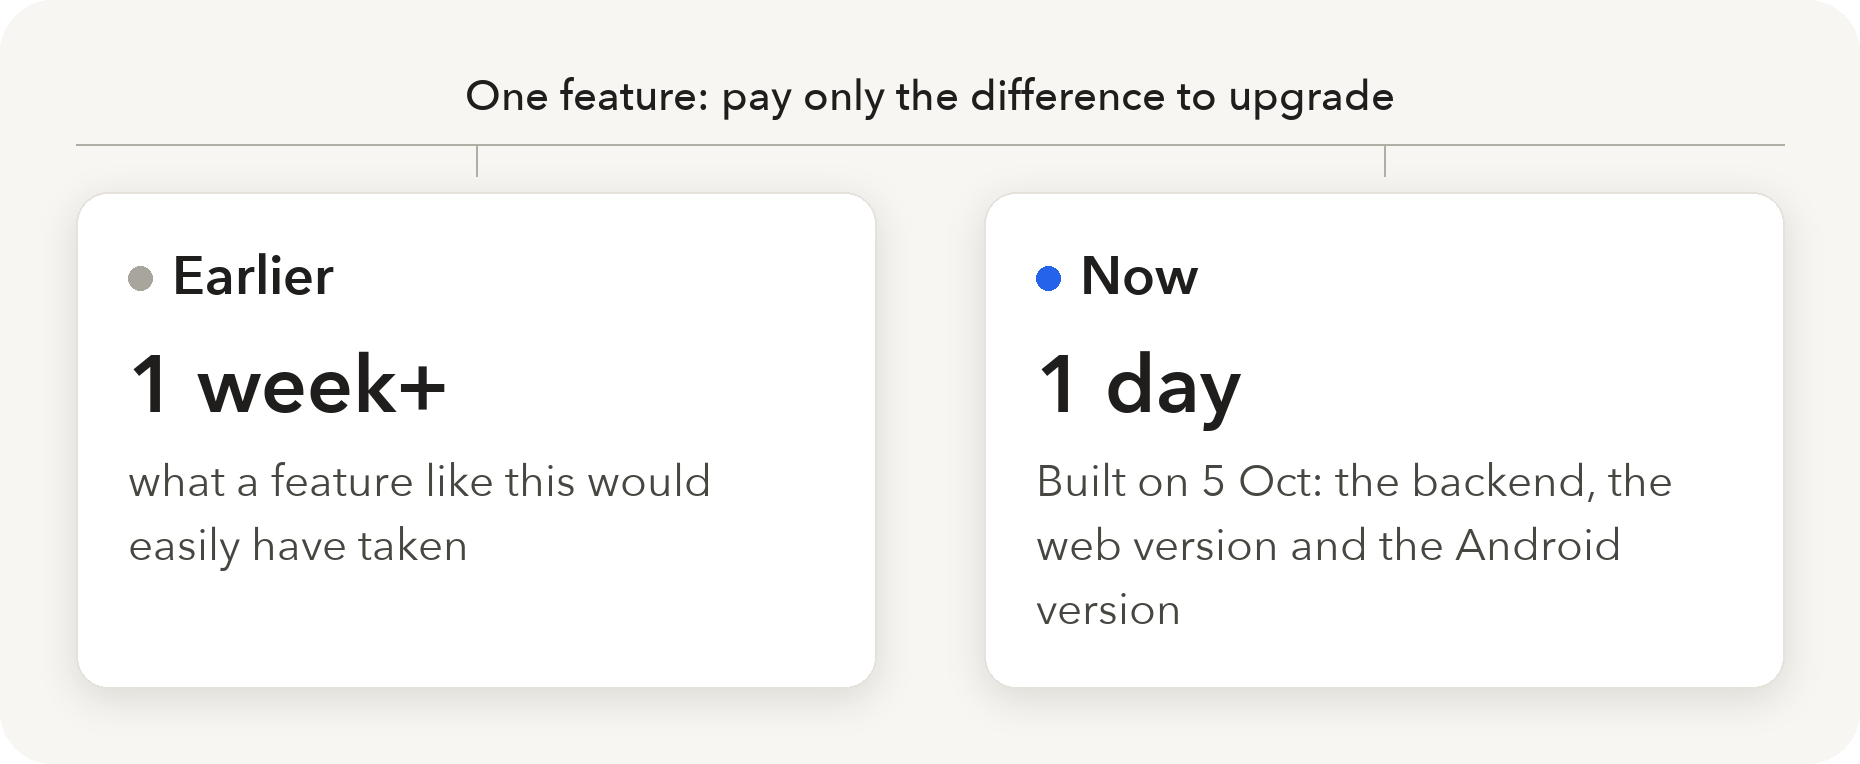 One feature: pay only the difference to upgrade
Earlier
1 week+
what a feature like this would
easily have taken
Now
1 day
Built on 5 Oct: the backend, the
web version and the Android
version